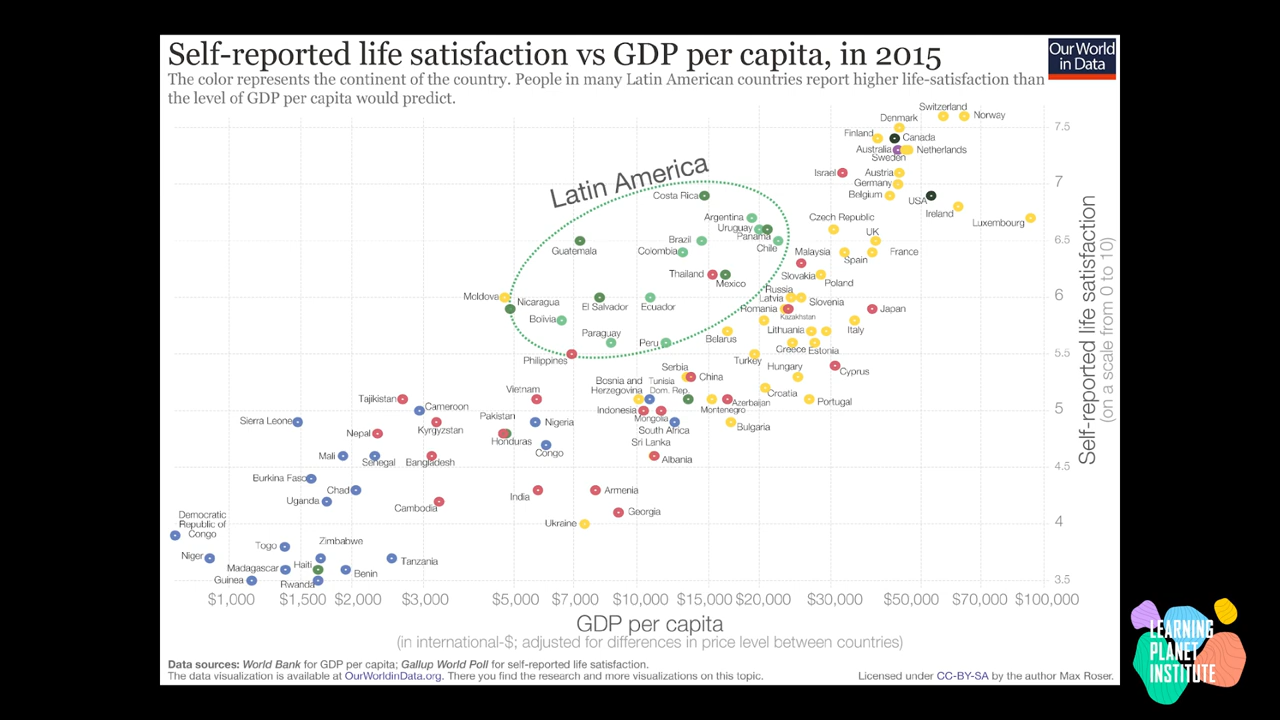 Self-reported life satisfaction vs GDP per capita, in 2015
Our World
in Data
The color represents the continent of the country. People in many Latin American countries report higher life-satisfaction than
the level of GDP per capita would predict.
Switzerland
Norway
Denmark
7.5
Finland
Canada
Australia
Netherlands
Sweden
Israel
Austria
Germany
7
Latin America
Costa Rica
Belgium
USA
Ireland
Luxembourg
Argentina
Czech Republic
Uruguay
Panama
UK
Brazil
Chile
6.5
Guatemala
Colombia
Malaysia
Spain
France
Thailand
Mexico
Slovakia
Poland
Russia
Moldova
Nicaragua
El Salvador
Ecuador
Latvia
Slovenia
6
Romania
Kazakhstan
Japan
Bolivia
Paraguay
Peru
Belarus
Lithuania
Italy
Greece
Estonia
Philippines
Turkey
5.5
Serbia
China
Hungary
Cyprus
Bosnia and
Herzegovina
Tunisia
Dom. Rep.
Vietnam
Croatia
Tajikistan
Cameroon
Indonesia
Mongolia
Montenegro
Azerbaijan
Portugal
5
Sierra Leone
Pakistan
Nigeria
South Africa
Bulgaria
Nepal
Kyrgyzstan
Honduras
Sri Lanka
Congo
Mali
Senegal
Bangladesh
Albania
4.5
Burkina Faso
Chad
India
Armenia
Uganda
Cambodia
Georgia
Democratic
Republic of
Congo
Ukraine
4
Togo
Zimbabwe
Niger
Tanzania
Madagascar
Haiti
Benin
Guinea
Rwanda
3.5
Self-reported life satisfaction
(on a scale from 0 to 10)
$1,000
$1,500
$2,000
$3,000
$5,000
$7,000
$10,000
$15,000
$20,000
$30,000
$50,000
$70,000
$100,000
GDP per capita
(in international-$; adjusted for differences in price level between countries)
Data sources: World Bank for GDP per capita; Gallup World Poll for self-reported life satisfaction.
The data visualization is available at OurWorldinData.org. There you find the research and more visualizations on this topic.
Licensed under CC-BY-SA by the author Max Roser.
LEARNING
PLANET
INSTITUTE